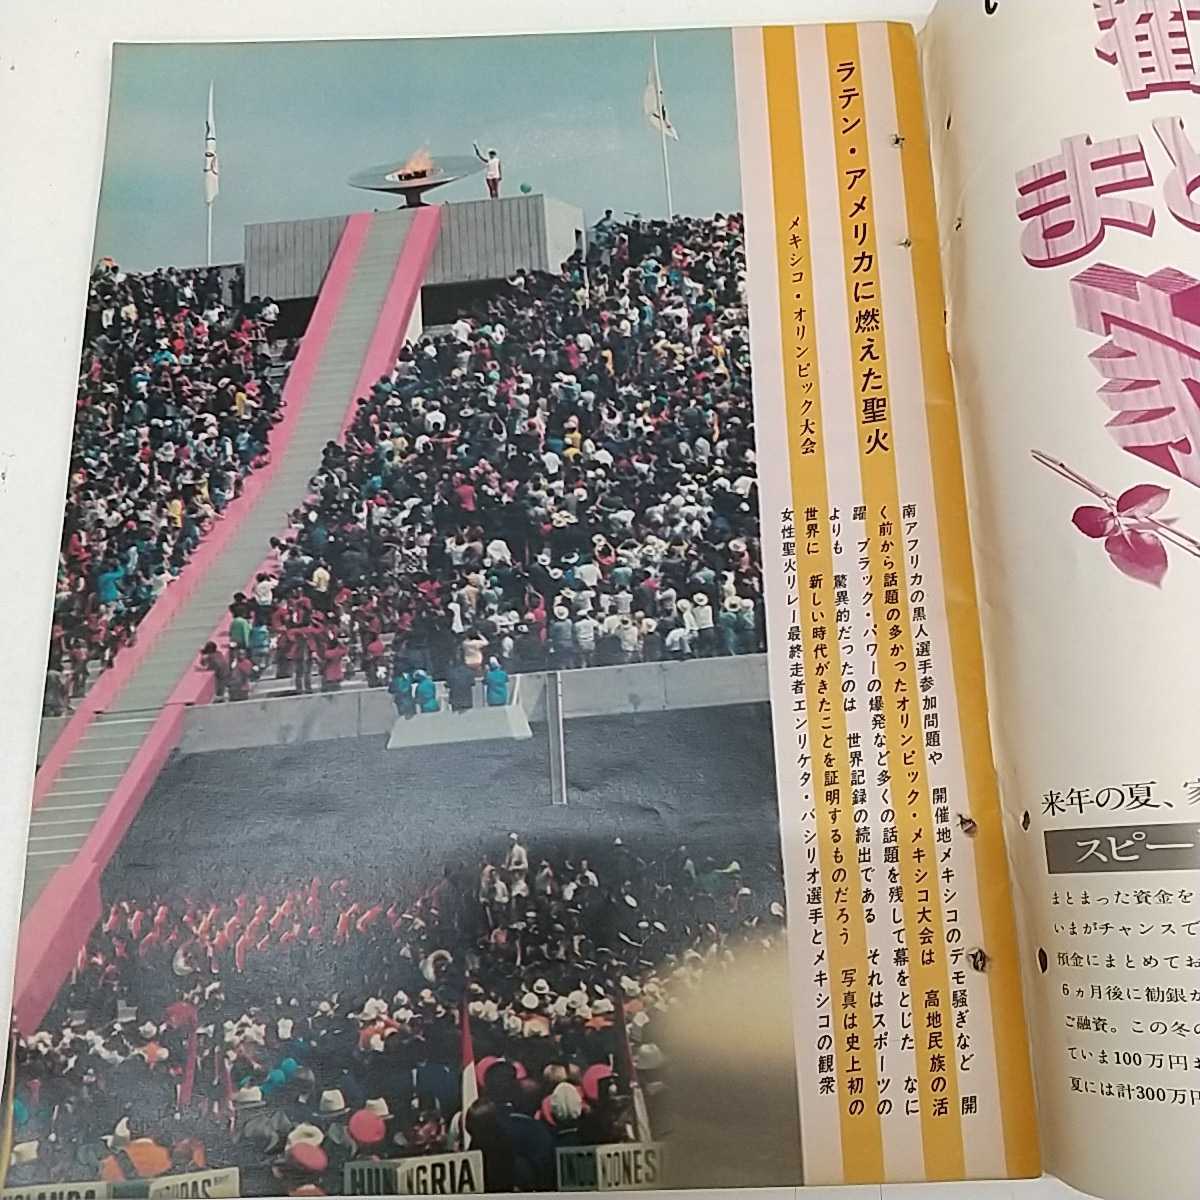 ラテン・アメリカに燃えた聖火
メキシコ・オリンピック大会
南アフリカの黒人選手参加問題や 開催地メキシコのデモ騒ぎなど 開
く前から話題の多かったオリンピック・メキシコ大会は 高地民族の活
躍 ブラック・パワーの爆発など多くの話題を残して幕をとじた なに
よりも 驚異的だったのは 世界記録の続出である それはスポーツの
世界に 新しい時代がきたことを証明するものだろう 写真は史上初の
女性聖火リレー最終走者エンリケタ・バシリオ選手とメキシコの観衆
HUNGRIA
INDONES
まと
来年の夏、
スピー
まとまった資金を
いまがチャンスで
預金にまとめてお
6ヵ月後に勧銀が
ご融資。この冬の
ていま100万円
夏には計300万円